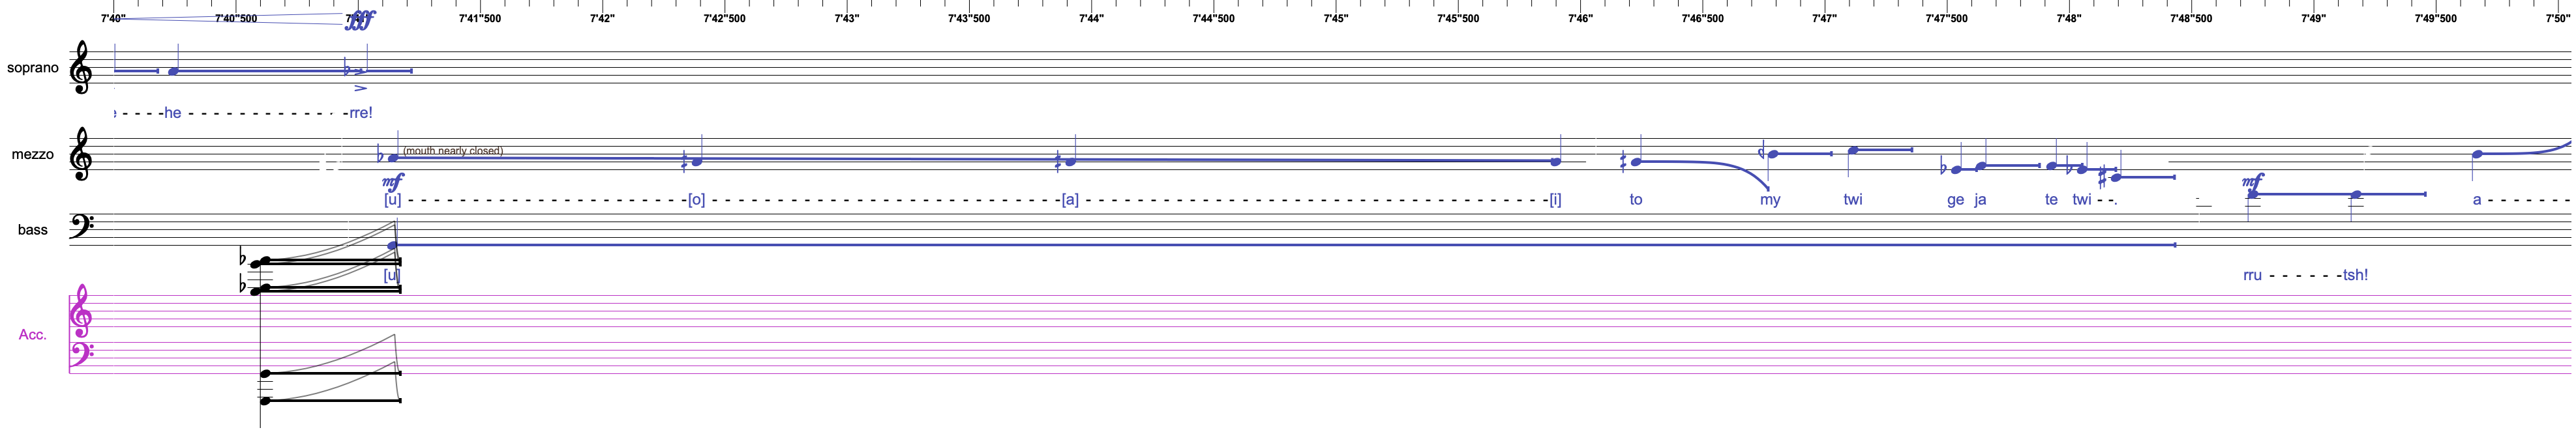 7'40" 7'40"500 7'41"500 7'42" 7'42"500 7'43" 7'43"500 7'44" 7'44"500 7'45" 7'45"500 7'46" 7'46"500 7'47" 7'47"500 7'48" 7'48"500 7'49" 7'49"500 7'50"
fff
soprano
- - - -he - - - - - - - - - - - - - -rre!
mezzo
(mouth nearly closed)
mf mf
[u] - - - - - - - - - -[o]- - - - - - - - - -[a] - - - - - - - - - -[i] to my twi ge ja te twi - - a - - - - - -
bass
[u] rru - - - - - -tsh!
Acc.